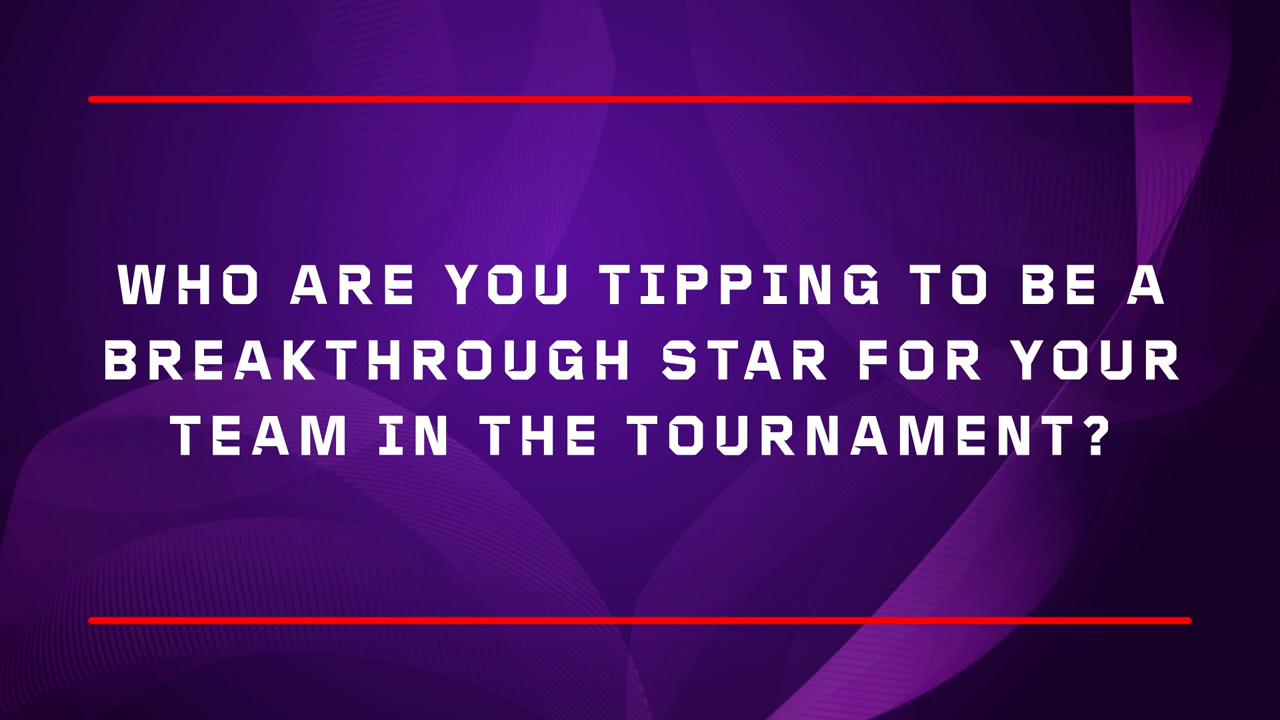 WHO ARE YOU TIPPING TO BE A
BREAKTHROUGH STAR FOR YOUR
TEAM IN THE TOURNAMENT?